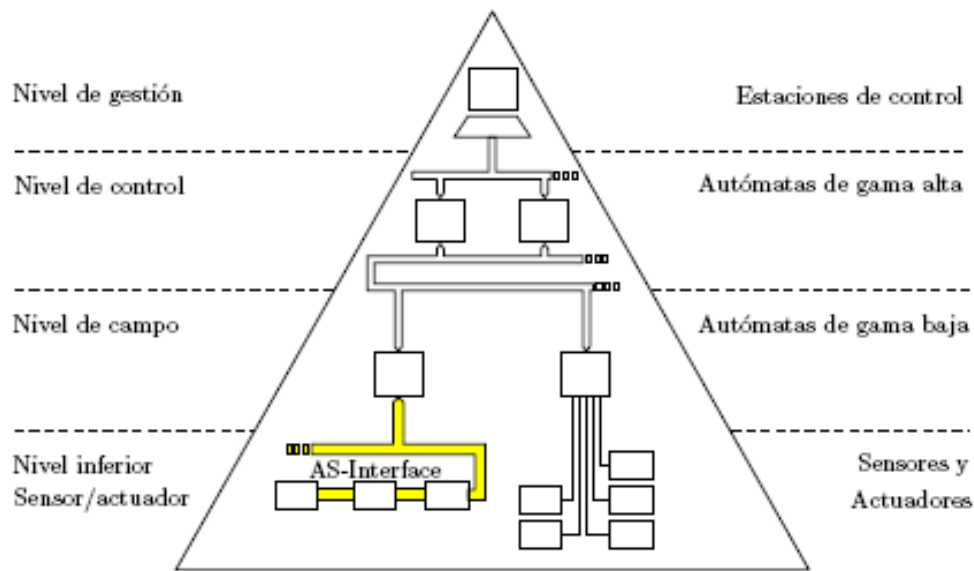 Nivel de gestión
Estaciones de control
Nivel de control
Autómatas de gama alta
Nivel de campo
Autómatas de gama baja
Nivel inferior
Sensor/actuador
AS-Interface
Sensores y
Actuadores